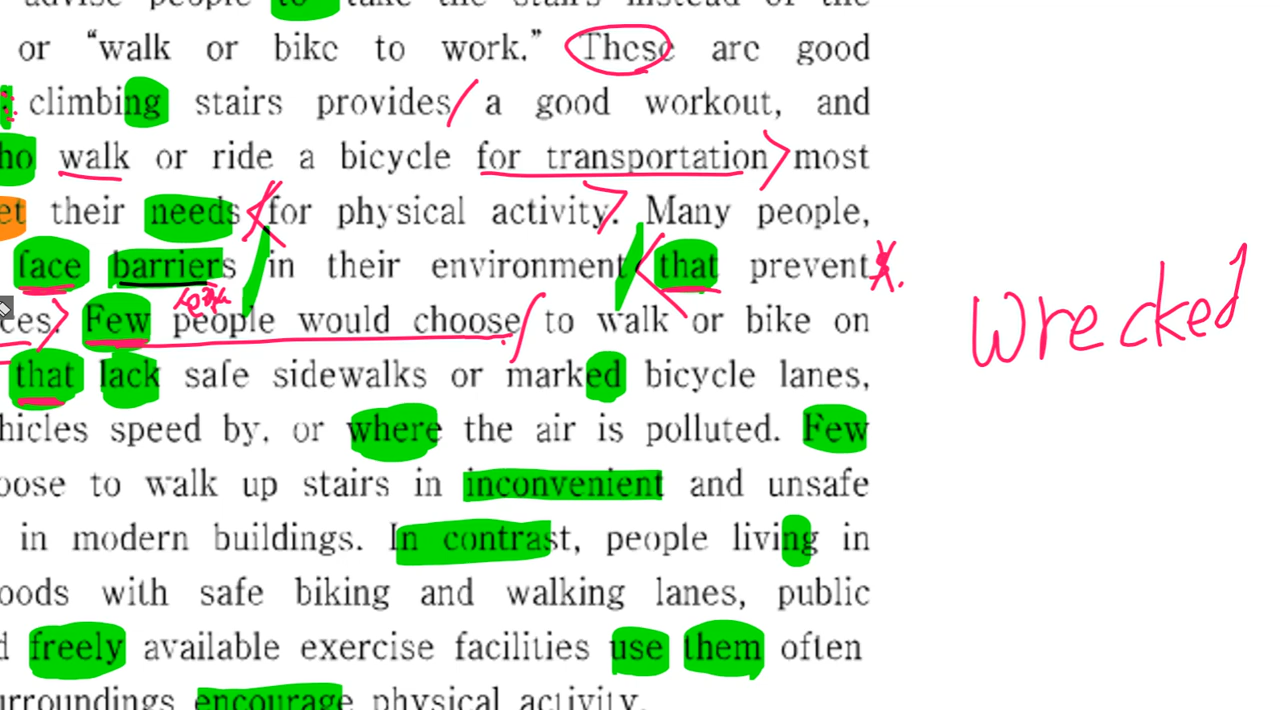 advise people to take the stairs instead of the
or “walk or bike to work.” These are good
climbing stairs provides a good workout, and
ho walk or ride a bicycle for transportation most
et their needs for physical activity. Many people,
face barriers in their environment that prevent
ces. Few people would choose to walk or bike on
that lack safe sidewalks or marked bicycle lanes,
hicles speed by, or where the air is polluted. Few
oose to walk up stairs in inconvenient and unsafe
in modern buildings. In contrast, people living in
oods with safe biking and walking lanes, public
d freely available exercise facilities use them often
urroundings encourage physical activity.
wrecked